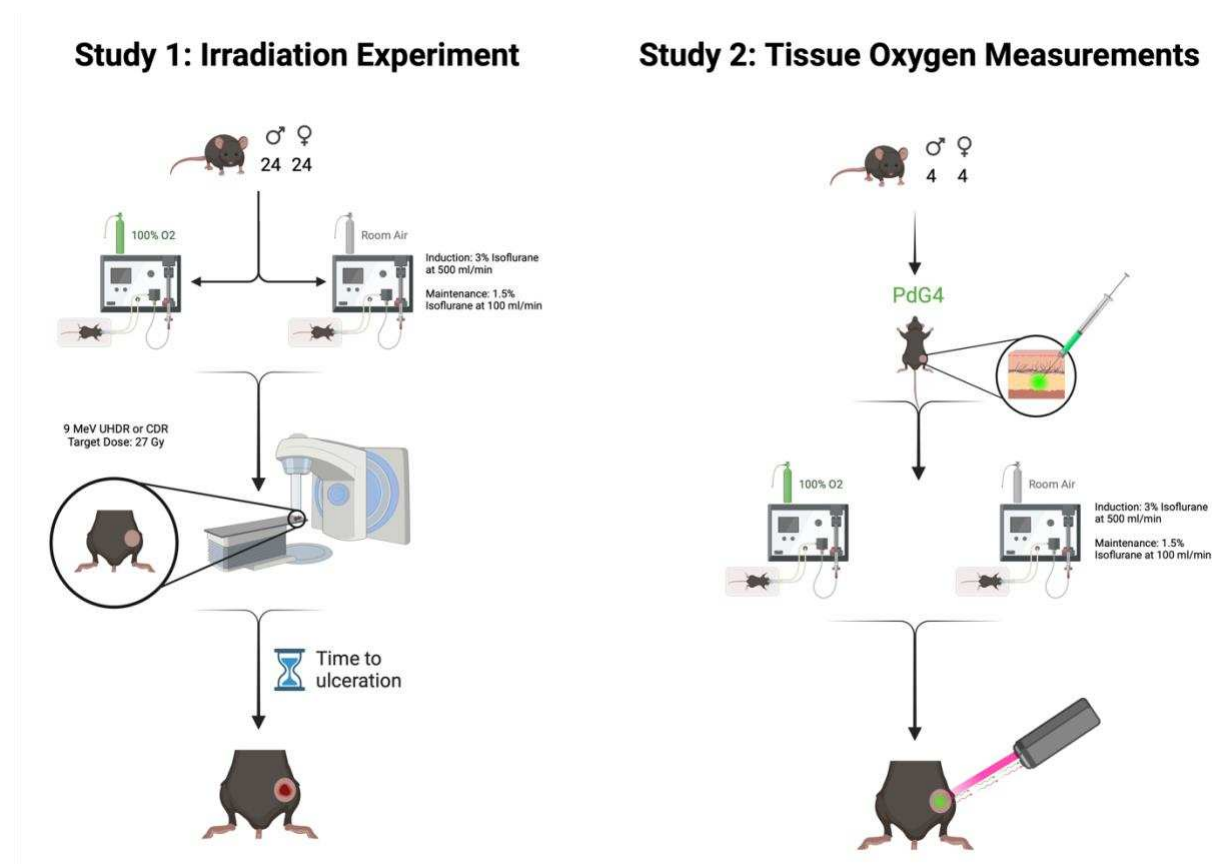 Study 1: Irradiation Experiment
♂ ♀
24 24
100% O2
Room Air
Induction: 3% Isoflurane
at 500 ml/min
Maintenance: 1.5%
Isoflurane at 100 ml/min
9 MeV UHDR or CDR
Target Dose: 27 Gy
Time to
ulceration
Study 2: Tissue Oxygen Measurements
♂ ♀
4 4
PdG4
100% O2
Room Air
Induction: 3% Isoflurane
at 500 ml/min
Maintenance: 1.5%
Isoflurane at 100 ml/min